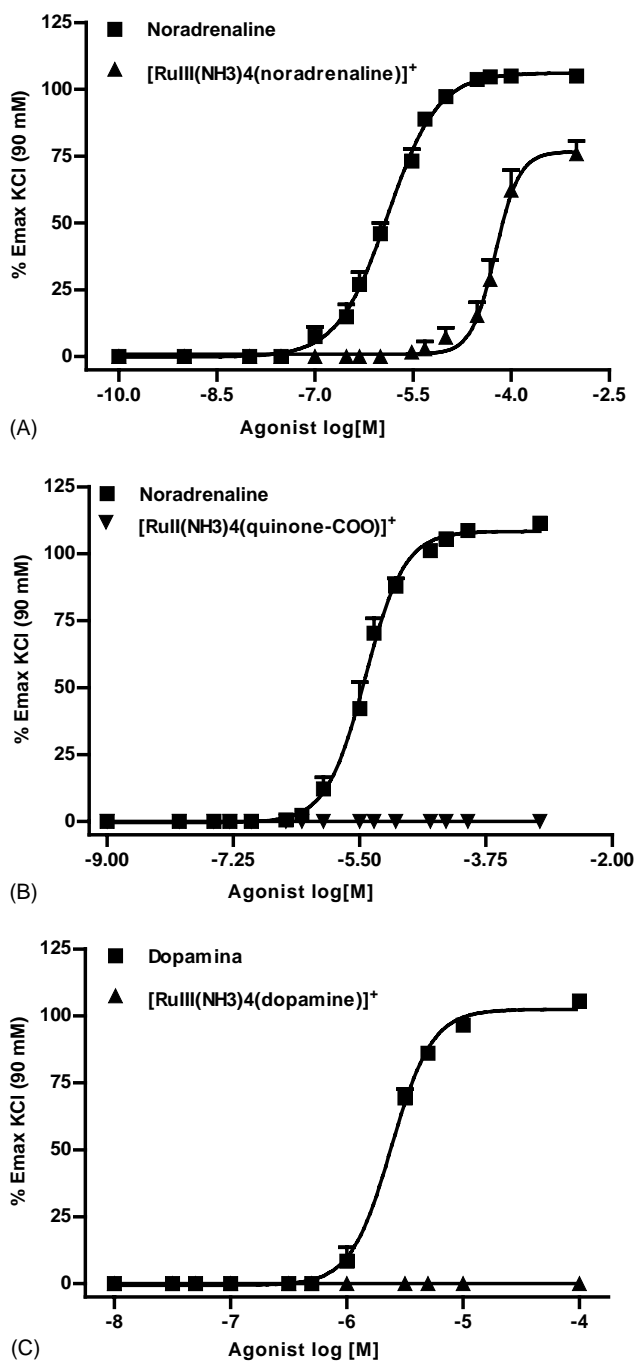 Noradrenaline
[RuIII(NH3)4(noradrenaline)]+
125
100
75
50
25
0
% Emax KCl (90 mM)
-10.0 -8.5 -7.0 -5.5 -4.0 -2.5
(A) Agonist log[M]
Noradrenaline
[RuII(NH3)4(quinone-COO)]+
125
100
75
50
25
0
% Emax KCl (90 mM)
-9.00 -7.25 -5.50 -3.75 -2.00
(B) Agonist log[M]
Dopamina
[RuIII(NH3)4(dopamine)]+
125
100
75
50
25
0
% Emax KCl (90 mM)
-8 -7 -6 -5 -4
(C) Agonist log [M]